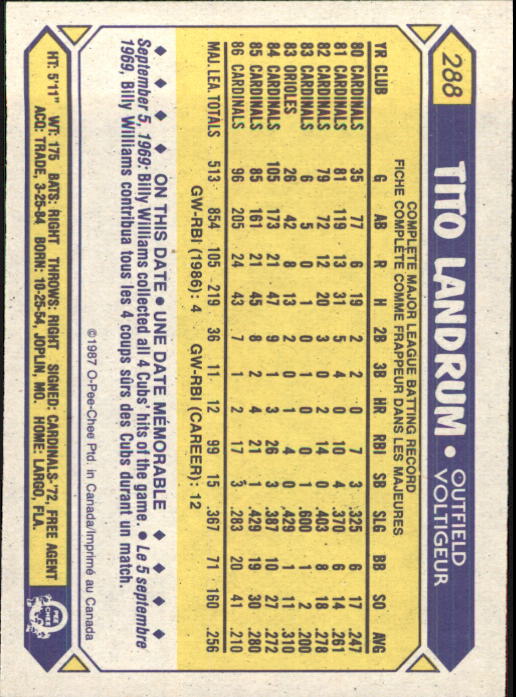 288
TITO LANDRUM • OUTFIELD
VOLTIGEUR
COMPLETE MAJOR LEAGUE BATTING RECORD
FICHE COMPLÈTE COMME FRAPPEUR DANS LES MAJEURES
YR CLUB G AB R H 2B 3B HR RBI SB SLG BB SO AVG
80 CARDINALS 35 77 6 19 2 2 0 7 3 .325 6 17 .247
81 CARDINALS 81 119 13 31 5 4 0 10 4 .370 6 14 .261
82 CARDINALS 79 72 12 20 3 0 2 14 0 .403 8 18 .278
83 CARDINALS 6 5 0 1 0 1 0 0 1 .600 1 2 .200
83 ORIOLES 26 42 8 13 2 0 1 4 0 .429 1 11 .310
84 CARDINALS 105 173 21 47 9 1 3 26 3 .387 10 27 .272
85 CARDINALS 85 161 21 45 8 2 4 21 1 .429 19 30 .280
86 CARDINALS 96 205 24 43 7 1 2 17 3 .283 20 41 .210
MAJ. LEA. TOTALS 513 854 105 219 36 11 12 99 15 .367 71 160 .256
GW-RBI (1986): 4 GW-RBI (CAREER): 12
ON THIS DATE • UNE DATE MÉMORABLE
September 5, 1969: Billy Williams collected all 4 Cubs' hits of the game. • Le 5 septembre
1969, Billy Williams contribua tous les 4 coups sûrs des Cubs durant un match.
©1987 O-Pee-Chee Ptd. in Canada/Imprimé au Canada
HT: 5'11" WT: 175 BATS: RIGHT THROWS: RIGHT SIGNED: CARDINALS-'72, FREE AGENT
ACQ: TRADE, 3-25-84 BORN: 10-25-54, JOPLIN, MO. HOME: LARGO, FLA.
O
PEE
CHEE